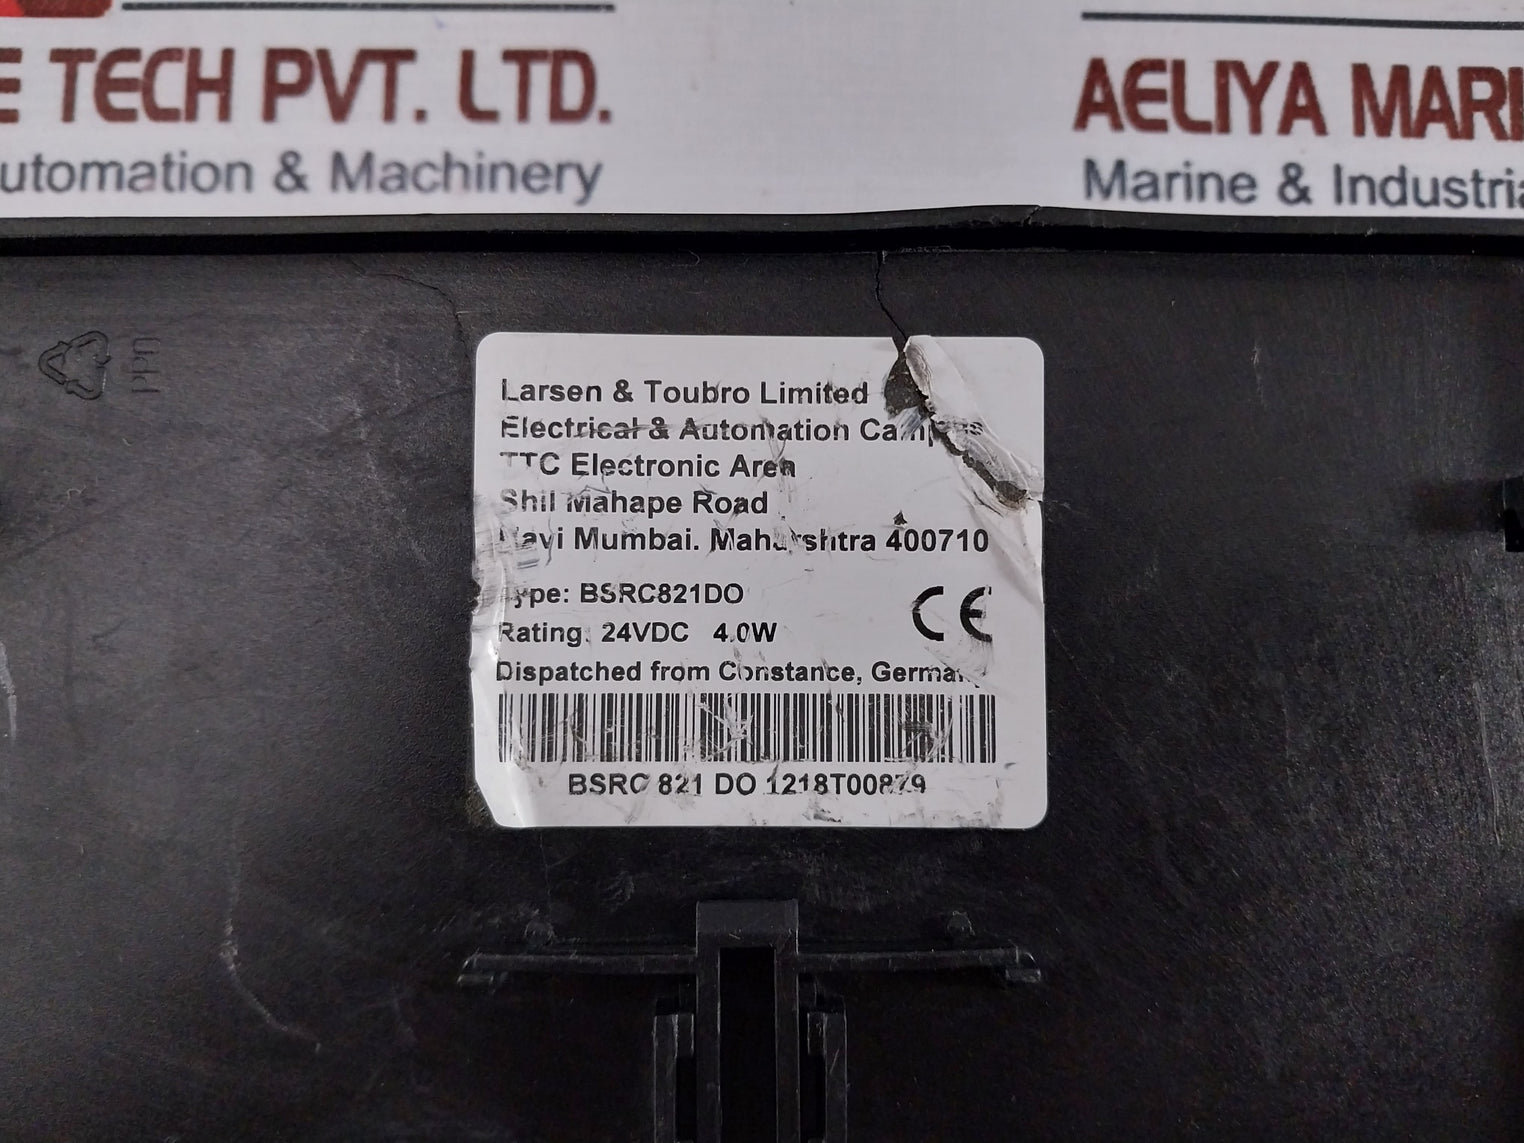 E TECH PVT. LTD.
utomation & Machinery
AELIYA MARI
Marine & Industria
Larsen & Toubro Limited
Electrical & Automation Campus
TTC Electronic Area
Shil Mahape Road
Navi Mumbai. Maharshtra 400710
Type: BSRC821DO
Rating: 24VDC 4.0W
CE
Dispatched from Constance, Germany
BSRC 821 DO 1218T00879